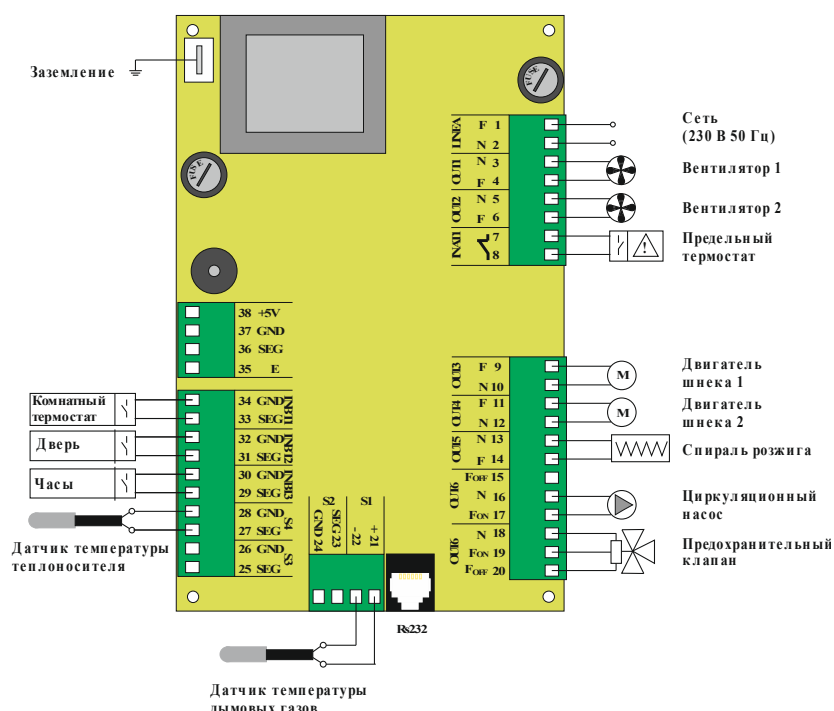 Заземление
FUSE
FUSE
LINEA
F 1
N 2
OUT1
N 3
F 4
OUT2
N 5
F 6
INAT1
7
8
Сеть
(230 В 50 Гц)
Вентилятор 1
Вентилятор 2
Предельный
термостат
38 +5V
37 GND
36 SEG
35 E
Комнатный
термостат
Дверь
Часы
34 GND
33 SEG
INBT1
32 GND
31 SEG
INBT2
30 GND
29 SEG
INBT3
28 GND
27 SEG
S4
26 GND
25 SEG
S3
Датчик температуры
теплоносителя
OUT3
F 9
N 10
OUT4
F 11
N 12
OUT5
N 13
F 14
OUT6
FOFF 15
N 16
FON 17
OUT6
N 18
FON 19
FOFF 20
M
M
Двигатель
шнека 1
Двигатель
шнека 2
Спираль розжига
Циркуляционный
насос
Предохранительный
клапан
S2
S1
GND 24
SEG 23
-22
+21
Rs232
Датчик температуры
дымовых газов